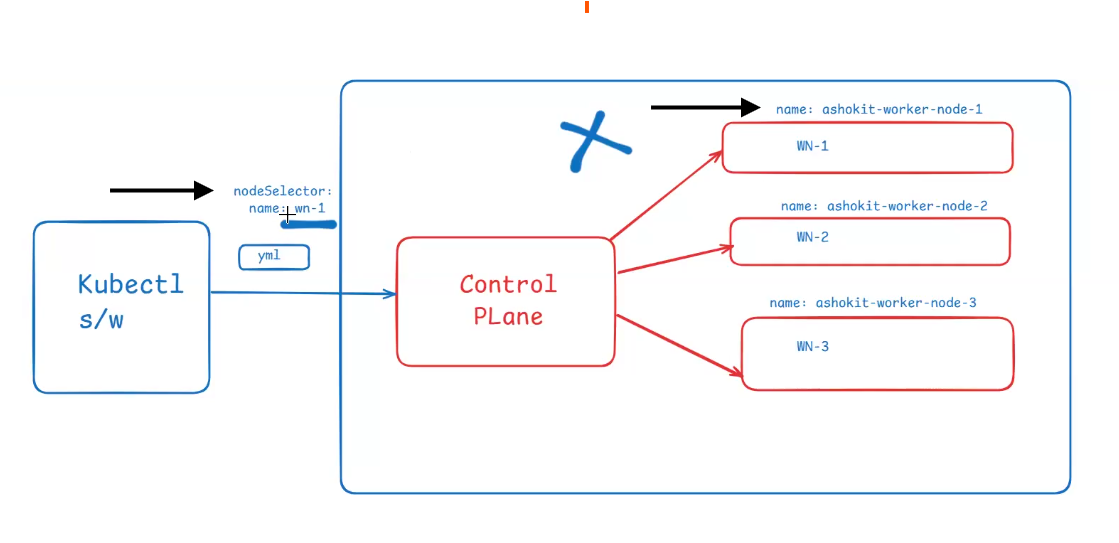 name: ashokit-worker-node-1
WN-1
nodeSelector:
name: wn-1
name: ashokit-worker-node-2
WN-2
yml
Kubectl
s/w
Control
PLane
name: ashokit-worker-node-3
WN-3